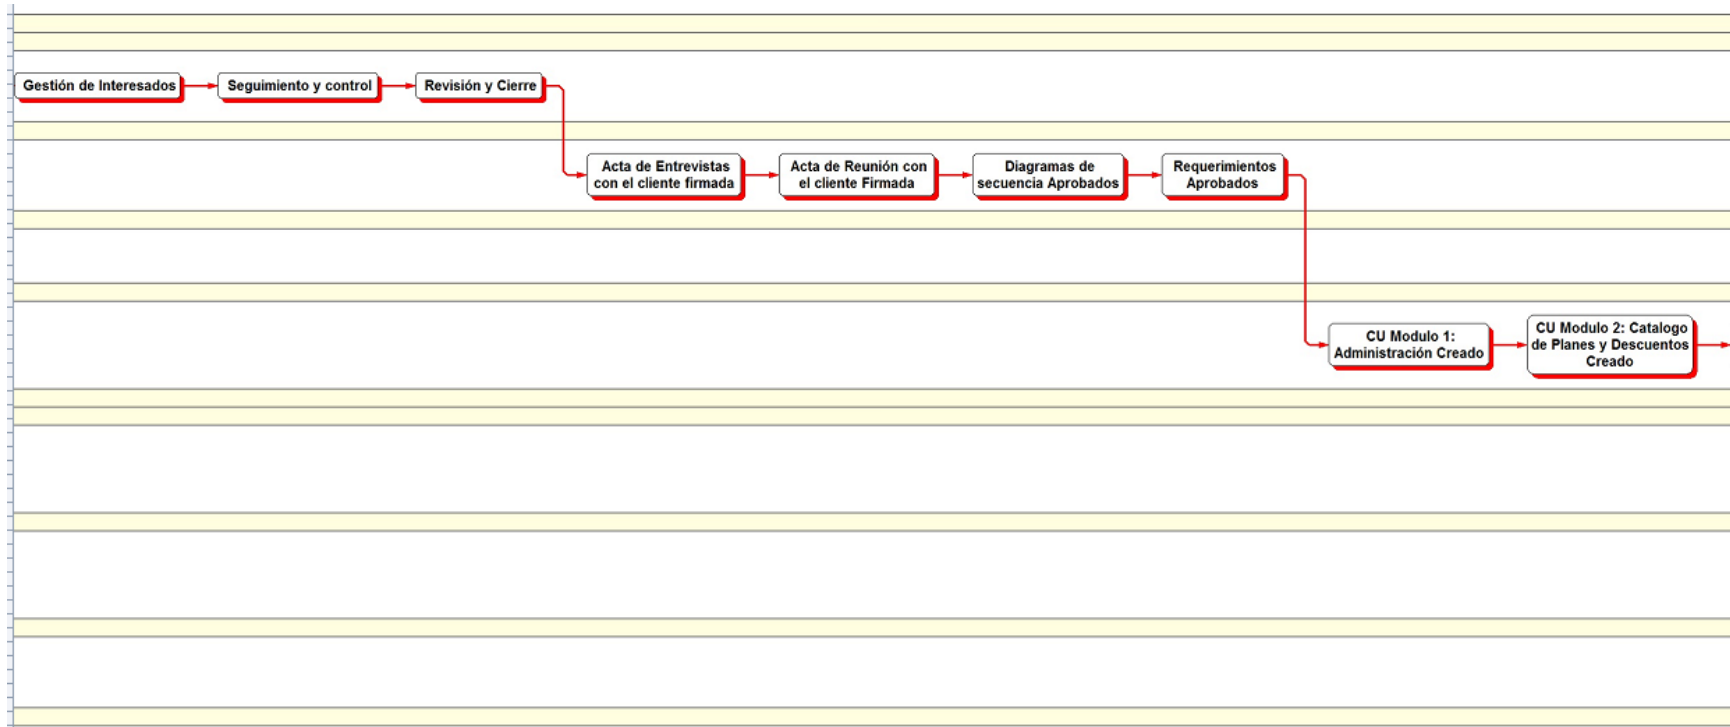 Gestión de Interesados
Seguimiento y control
Revisión y Cierre
Acta de Entrevistas
con el cliente firmada
Acta de Reunión con
el cliente Firmada
Diagramas de
secuencia Aprobados
Requerimientos
Aprobados
CU Modulo 1:
Administración Creado
CU Modulo 2: Catalogo
de Planes y Descuentos
Creado